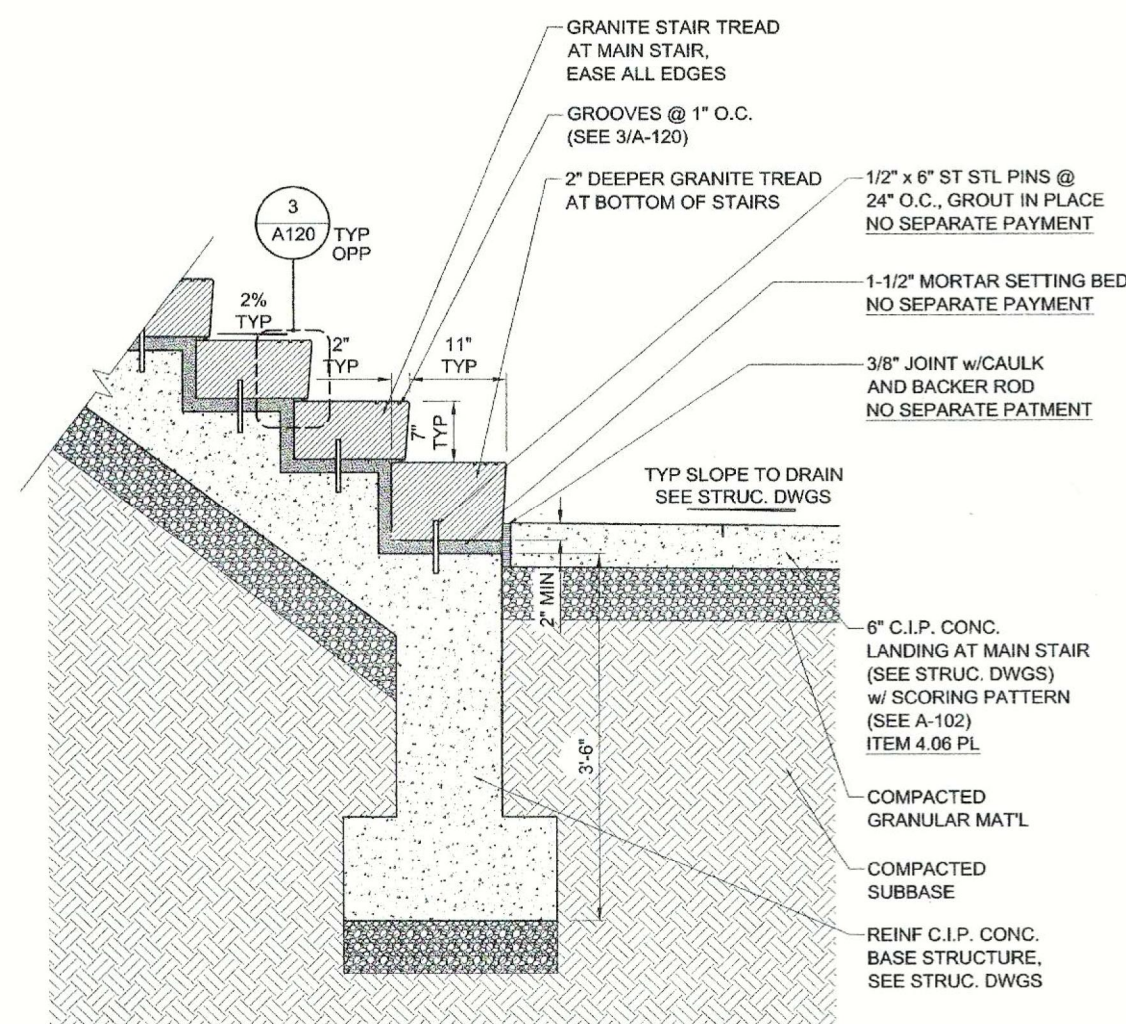 GRANITE STAIR TREAD
AT MAIN STAIR,
EASE ALL EDGES
GROOVES @ 1" O.C.
(SEE 3/A-120)
2" DEEPER GRANITE TREAD
AT BOTTOM OF STAIRS
1/2" x 6" ST STL PINS @
24" O.C., GROUT IN PLACE
NO SEPARATE PAYMENT
1-1/2" MORTAR SETTING BED
NO SEPARATE PAYMENT
3/8" JOINT w/CAULK
AND BACKER ROD
NO SEPARATE PATMENT
3
A120
TYP
OPP
2%
TYP
2"
TYP
11"
TYP
7"
TYP
TYP SLOPE TO DRAIN
SEE STRUC. DWGS
2" MIN
3'-6"
6" C.I.P. CONC.
LANDING AT MAIN STAIR
(SEE STRUC. DWGS)
w/ SCORING PATTERN
(SEE A-102)
ITEM 4.06 PL
COMPACTED
GRANULAR MAT'L
COMPACTED
SUBBASE
REINF C.I.P. CONC.
BASE STRUCTURE,
SEE STRUC. DWGS